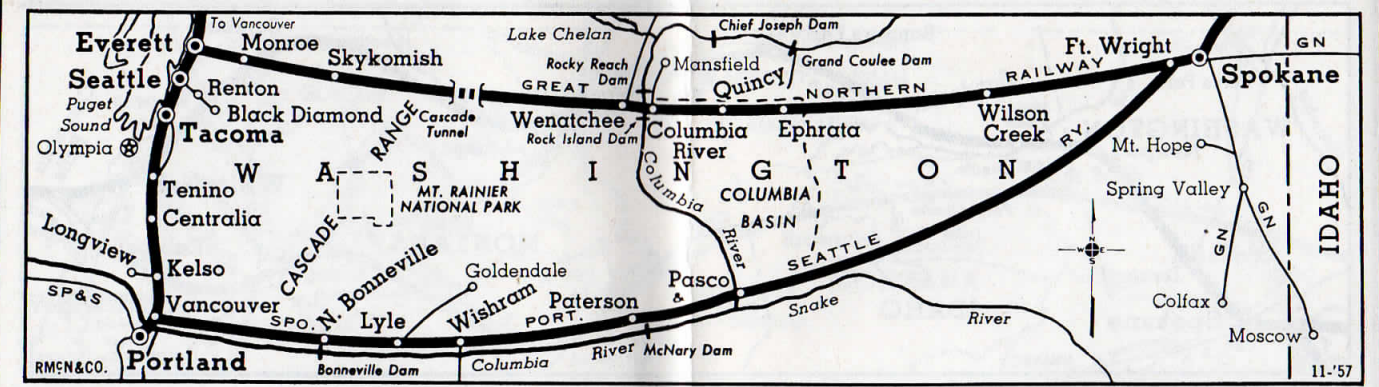 To Vancouver
Everett
Monroe
Skykomish
Seattle
Renton
Black Diamond
Puget
Sound
Tacoma
Olympia
Tenino
Centralia
Longview
Kelso
Vancouver
SP&S
Portland
RMCN&CO.
Cascade
Tunnel
CASCADE RANGE
MT. RAINIER
NATIONAL PARK
WASHINGTON
GREAT NORTHERN RAILWAY
Lake Chelan
Rocky Reach
Dam
Mansfield
Chief Joseph Dam
Grand Coulee Dam
Quincy
Wenatchee
Rock Island Dam
Columbia
River
Ephrata
Wilson
Creek
Ft. Wright
Spokane
GN
Columbia River
COLUMBIA
BASIN
Mt. Hope
Spring Valley
GN
GN
Colfax
Moscow
IDAHO
N
W E
S
SPO. PORT. & SEATTLE RY.
N. Bonneville
Lyle
Goldendale
Wishram
Paterson
Pasco
Snake River
Bonneville Dam
Columbia River
McNary Dam
11-'57